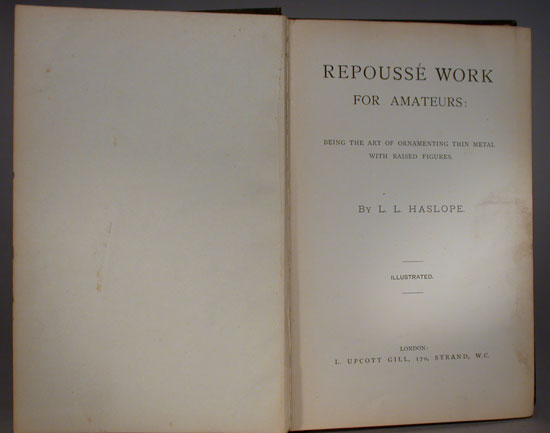 REPOUSSÉ WORK
FOR AMATEURS:
BEING THE ART OF ORNAMENTING THIN METAL
WITH RAISED FIGURES.
BY L. L. HASLOPE.
ILLUSTRATED.
LONDON:
L. UPCOTT GILL, 170, STRAND, W.C.